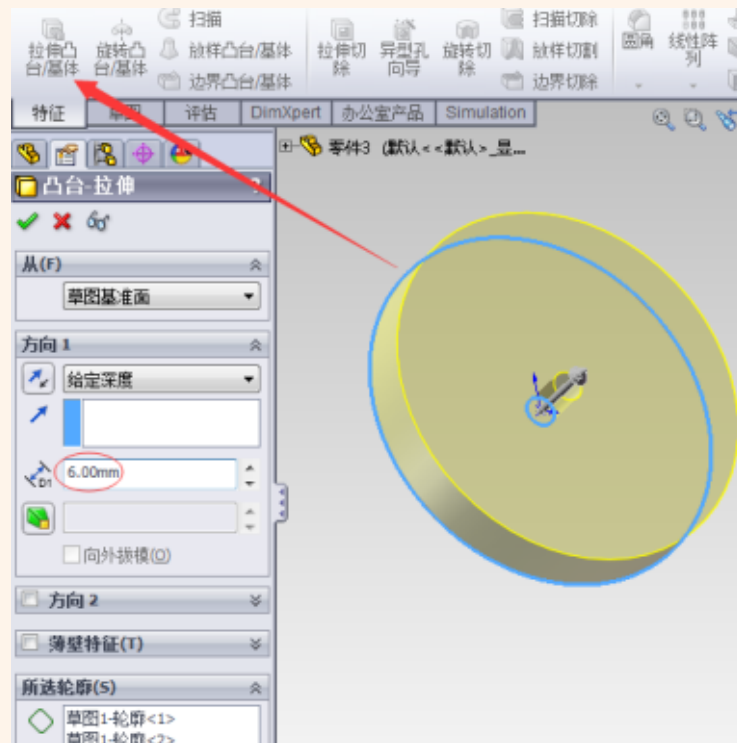 扫描
扫描切除
拉伸凸台/基体
旋转凸台/基体
放样凸台/基体
拉伸切除
异型孔向导
旋转切除
放样切割
圆角
线性阵列
边界凸台/基体
边界切除
特征
草图
评估
DimXpert
办公室产品
Simulation
零件3 (默认<<默认>_显...
凸台-拉伸
?
从(F)
草图基准面
方向 1
给定深度
D1
6.00mm
向外拔模(O)
方向 2
薄壁特征(T)
所选轮廓(S)
草图1-轮廓<1>
草图1-轮廓<2>